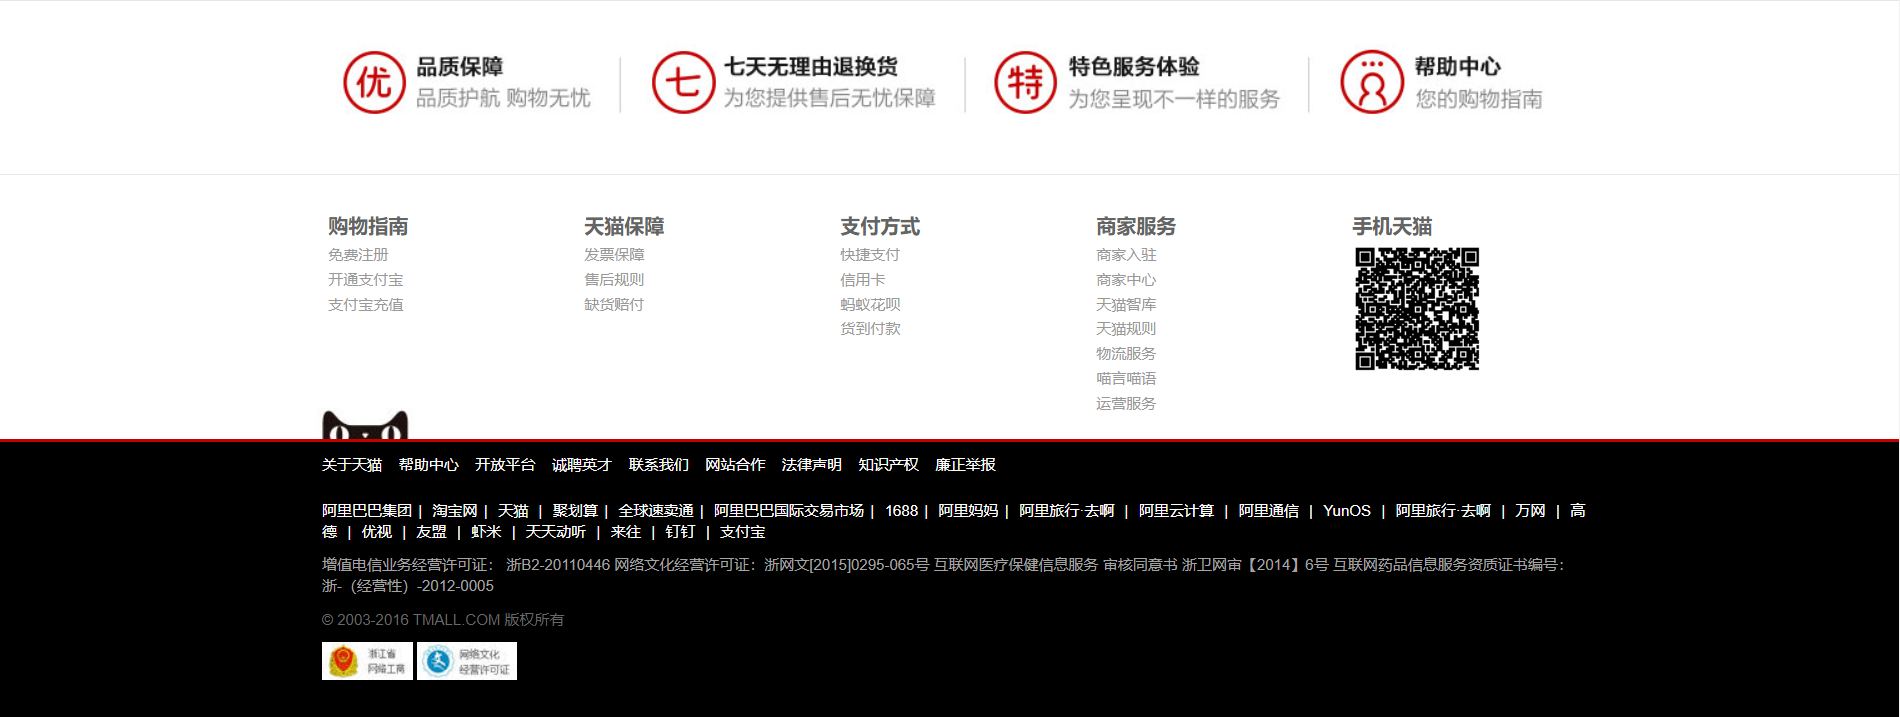 优 品质保障
品质护航 购物无忧
七 七天无理由退换货
为您提供售后无忧保障
特 特色服务体验
为您呈现不一样的服务
帮助中心
您的购物指南
购物指南
免费注册
开通支付宝
支付宝充值
天猫保障
发票保障
售后规则
缺货赔付
支付方式
快捷支付
信用卡
蚂蚁花呗
货到付款
商家服务
商家入驻
商家中心
天猫智库
天猫规则
物流服务
喵言喵语
运营服务
手机天猫
关于天猫 帮助中心 开放平台 诚聘英才 联系我们 网站合作 法律声明 知识产权 廉正举报
阿里巴巴集团 | 淘宝网 | 天猫 | 聚划算 | 全球速卖通 | 阿里巴巴国际交易市场 | 1688 | 阿里妈妈 | 阿里旅行·去啊 | 阿里云计算 | 阿里通信 | YunOS | 阿里旅行·去啊 | 万网 | 高
德 | 优视 | 友盟 | 虾米 | 天天动听 | 来往 | 钉钉 | 支付宝
增值电信业务经营许可证： 浙B2-20110446 网络文化经营许可证：浙网文[2015]0295-065号 互联网医疗保健信息服务 审核同意书 浙卫网审【2014】6号 互联网药品信息服务资质证书编号：
浙-（经营性）-2012-0005
© 2003-2016 TMALL.COM 版权所有
浙江省
网络工商
网络文化
经营许可证